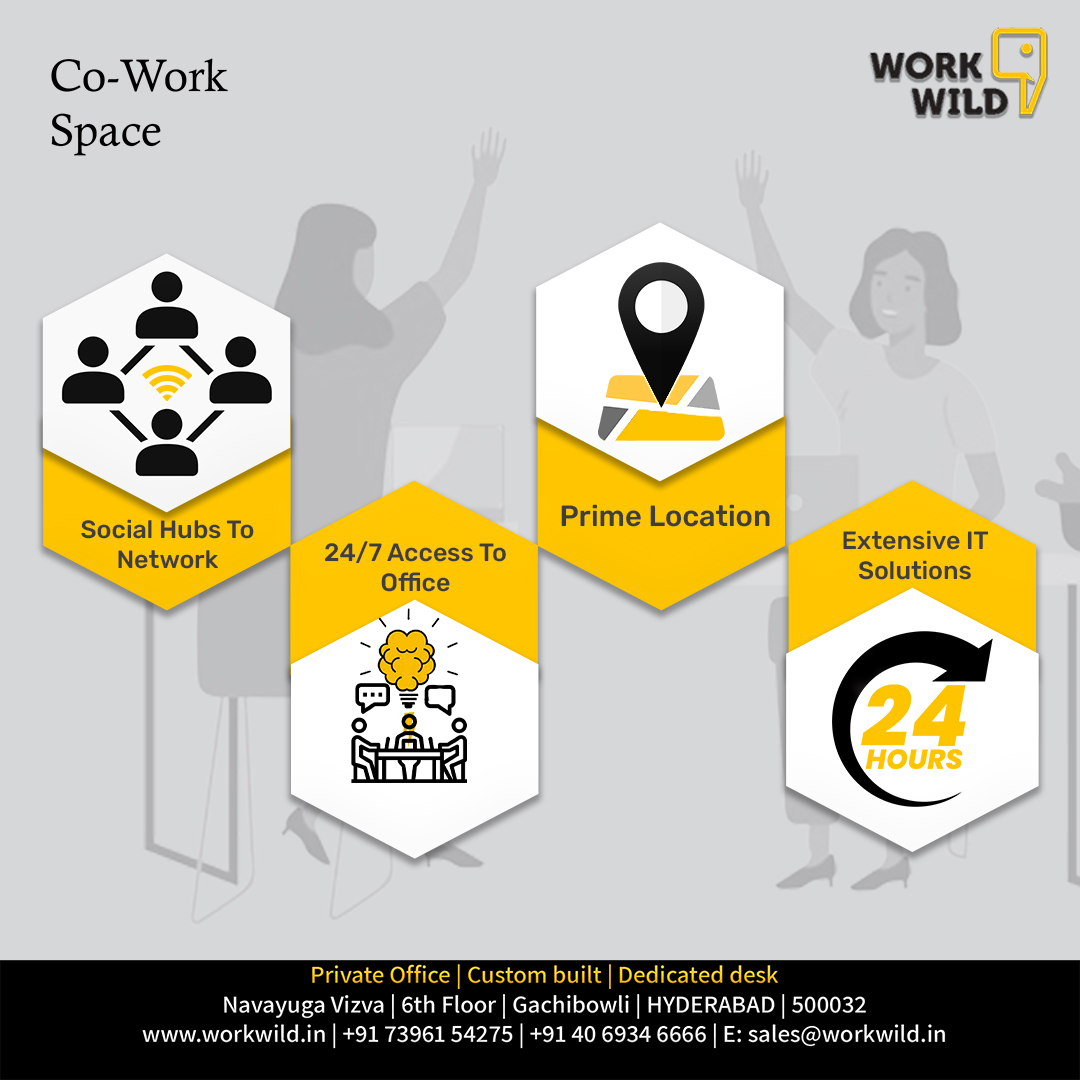 Co-Work
Space
WORK
WILD
Social Hubs To
Network
24/7 Access To
Office
Prime Location
Extensive IT
Solutions
24
HOURS
Private Office | Custom built | Dedicated desk
Navayuga Vizva | 6th Floor | Gachibowli | HYDERABAD | 500032
www.workwild.in | +91 73961 54275 | +91 40 6934 6666 | E: sales@workwild.in